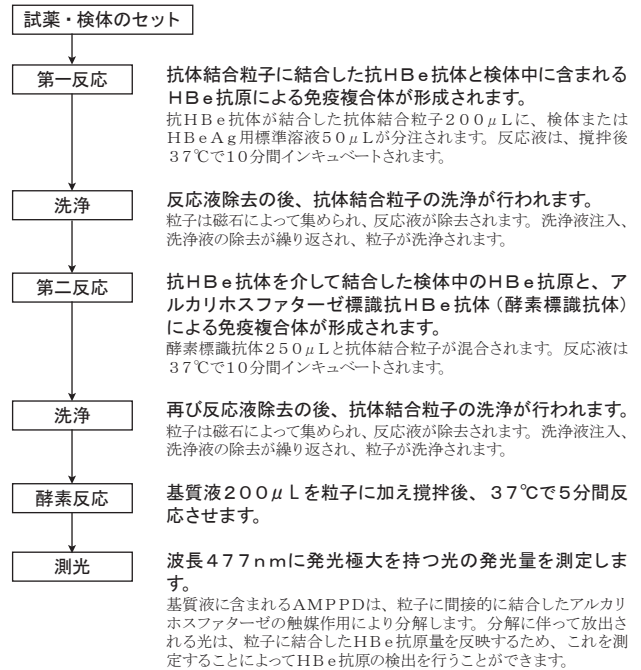 試薬・検体のセット
第一反応
抗体結合粒子に結合した抗HBe抗体と検体中に含まれる
HBe抗原による免疫複合体が形成されます。
抗HBe抗体が結合した抗体結合粒子200μLに、検体または
HBeAg用標準溶液50μLが分注されます。反応液は、撹拌後
37℃で10分間インキュベートされます。
洗浄
反応液除去の後、抗体結合粒子の洗浄が行われます。
粒子は磁石によって集められ、反応液が除去されます。洗浄液注入、
洗浄液の除去が繰り返され、粒子が洗浄されます。
第二反応
抗HBe抗体を介して結合した検体中のHBe抗原と、ア
ルカリホスファターゼ標識抗HBe抗体（酵素標識抗体）
による免疫複合体が形成されます。
酵素標識抗体250μLと抗体結合粒子が混合されます。反応液は
37℃で10分間インキュベートされます。
洗浄
再び反応液除去の後、抗体結合粒子の洗浄が行われます。
粒子は磁石によって集められ、反応液が除去されます。洗浄液注入、
洗浄液の除去が繰り返され、粒子が洗浄されます。
酵素反応
基質液200μLを粒子に加え撹拌後、37℃で5分間反
応させます。
測光
波長477nmに発光極大を持つ光の発光量を測定しま
す。
基質液に含まれるAMPPDは、粒子に間接的に結合したアルカリ
ホスファターゼの触媒作用により分解します。分解に伴って放出さ
れる光は、粒子に結合したHBe抗原量を反映するため、これを測
定することによってHBe抗原の検出を行うことができます。